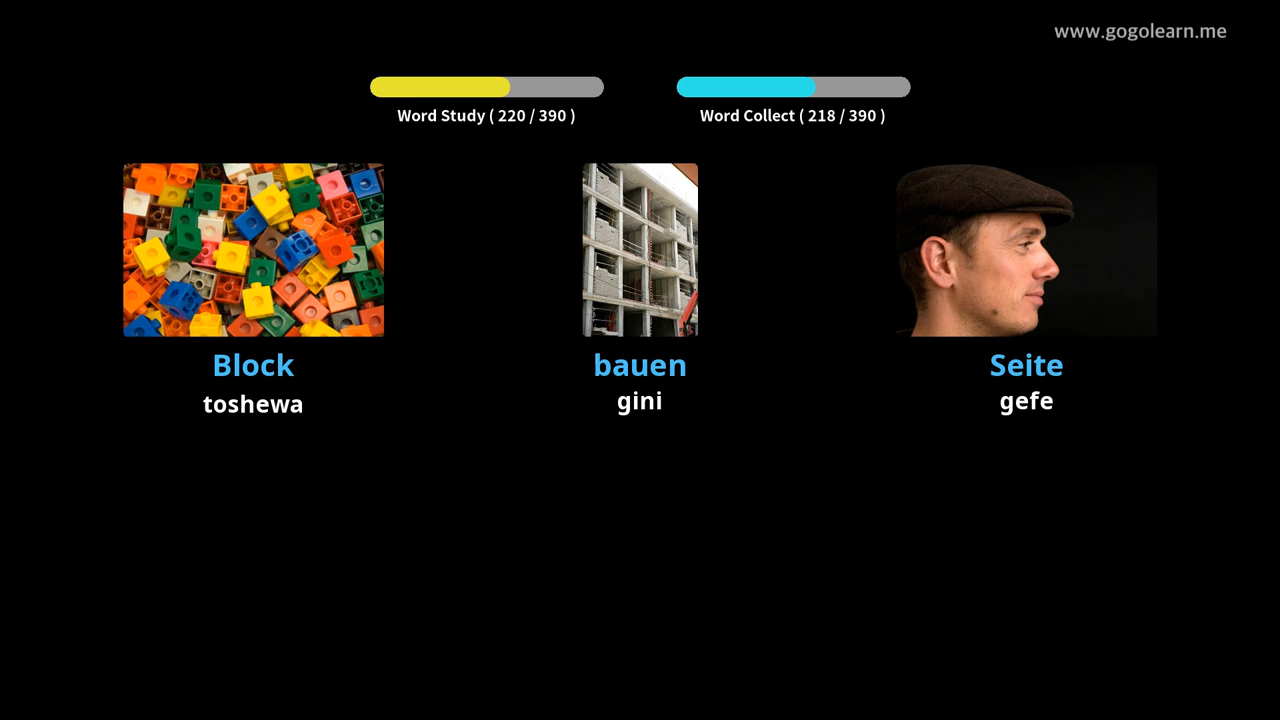 www.gogolearn.me
Word Study ( 220 / 390 )
Word Collect ( 218 / 390 )
Block
toshewa
bauen
gini
Seite
gefe